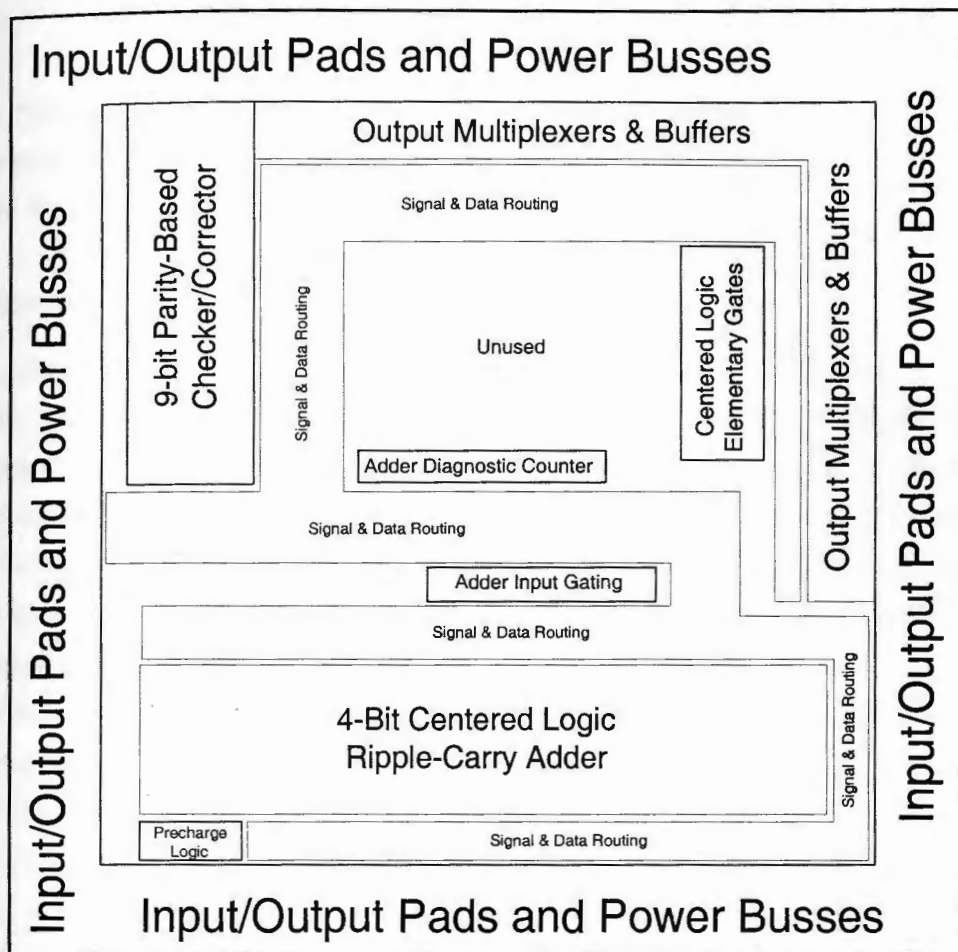 Input/Output Pads and Power Busses
Output Multiplexers & Buffers
Signal & Data Routing
9-bit Parity-Based
Checker/Corrector
Input/Output Pads and Power Busses
Signal & Data Routing
Unused
Centered Logic
Elementary Gates
Output Multiplexers & Buffers
Input/Output Pads and Power Busses
Adder Diagnostic Counter
Signal & Data Routing
Adder Input Gating
Signal & Data Routing
4-Bit Centered Logic
Ripple-Carry Adder
Signal & Data Routing
Precharge
Logic
Signal & Data Routing
Input/Output Pads and Power Busses